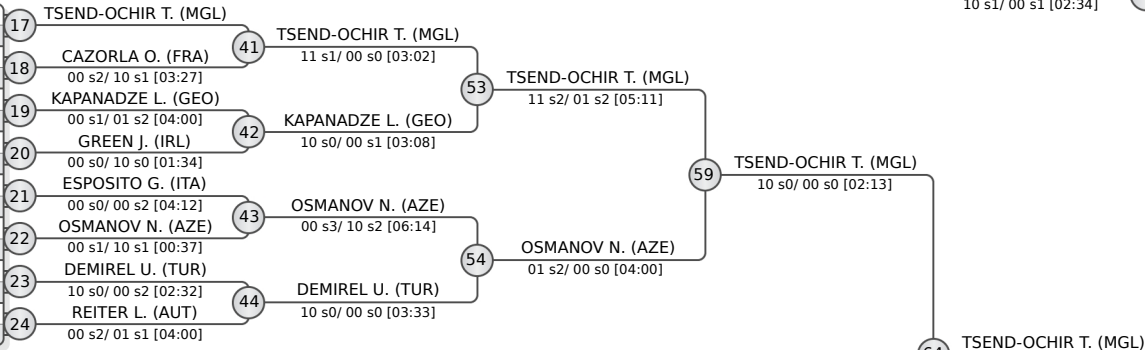 10 s1/ 00 s1 [02:34]
17 TSEND-OCHIR T. (MGL)
41 TSEND-OCHIR T. (MGL)
11 s1/ 00 s0 [03:02]
18 CAZORLA O. (FRA)
00 s2/ 10 s1 [03:27]
53 TSEND-OCHIR T. (MGL)
11 s2/ 01 s2 [05:11]
19 KAPANADZE L. (GEO)
00 s1/ 01 s2 [04:00]
42 KAPANADZE L. (GEO)
10 s0/ 00 s1 [03:08]
20 GREEN J. (IRL)
00 s0/ 10 s0 [01:34]
59 TSEND-OCHIR T. (MGL)
10 s0/ 00 s0 [02:13]
21 ESPOSITO G. (ITA)
00 s0/ 00 s2 [04:12]
43 OSMANOV N. (AZE)
00 s3/ 10 s2 [06:14]
22 OSMANOV N. (AZE)
00 s1/ 10 s1 [00:37]
54 OSMANOV N. (AZE)
01 s2/ 00 s0 [04:00]
23 DEMIREL U. (TUR)
10 s0/ 00 s2 [02:32]
44 DEMIREL U. (TUR)
10 s0/ 00 s0 [03:33]
24 REITER L. (AUT)
00 s2/ 01 s1 [04:00]
TSEND-OCHIR T. (MGL)